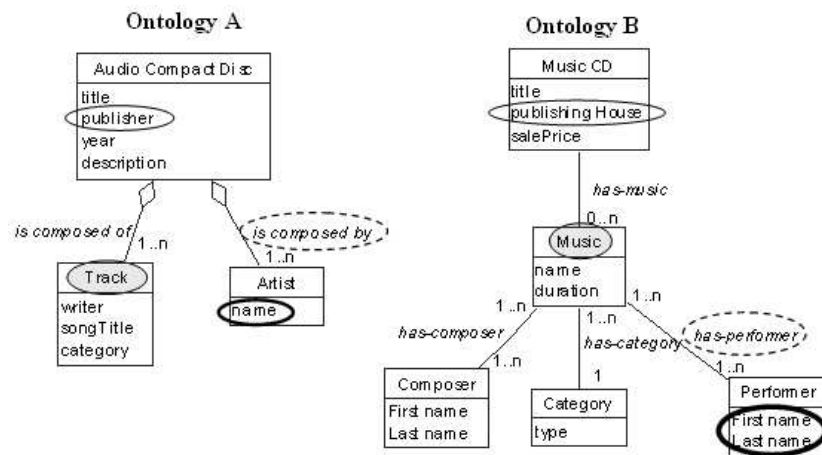 Ontology A
Audio Compact Disc
title
publisher
year
description
is composed of
1..n
is composed by
1..n
Track
writer
songTitle
category
Artist
name
Ontology B
Music CD
title
publishing House
salePrice
has-music
0..n
Music
name
duration
1..n
1..n
1..n
has-composer
has-category
has-performer
1..n
1
1..n
Composer
First name
Last name
Category
type
Performer
First name
Last name